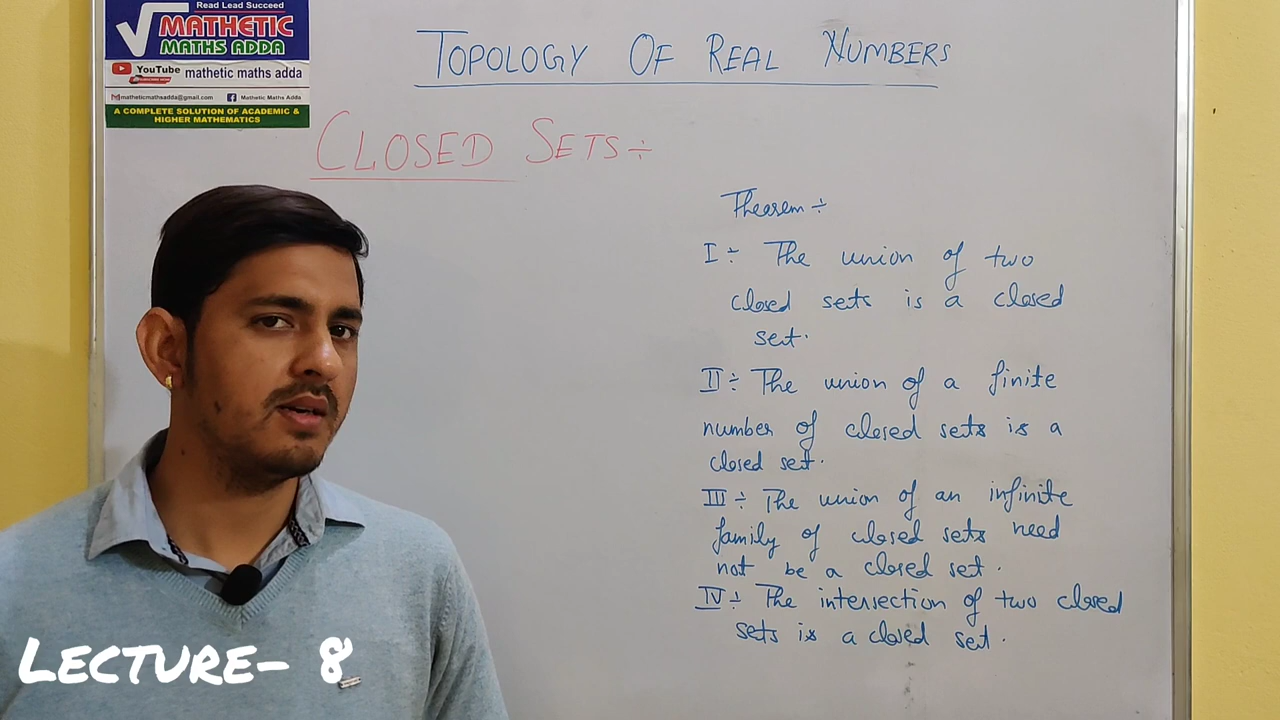 Read Lead Succeed
MATHETIC
MATHS ADDA
YouTube mathetic maths adda
matheticmathsadda@gmail.com Mathetic Maths Adda
A COMPLETE SOLUTION OF ACADEMIC &
HIGHER MATHEMATICS
TOPOLOGY OF REAL NUMBERS
CLOSED SETS÷
Theorem÷
I÷ The union of two
closed sets is a closed
set.
II÷ The union of a finite
number of closed sets is a
closed set.
III÷ The union of an infinite
family of closed sets need
not be a closed set.
IV÷ The intersection of two closed
sets is a closed set.
LECTURE- 8